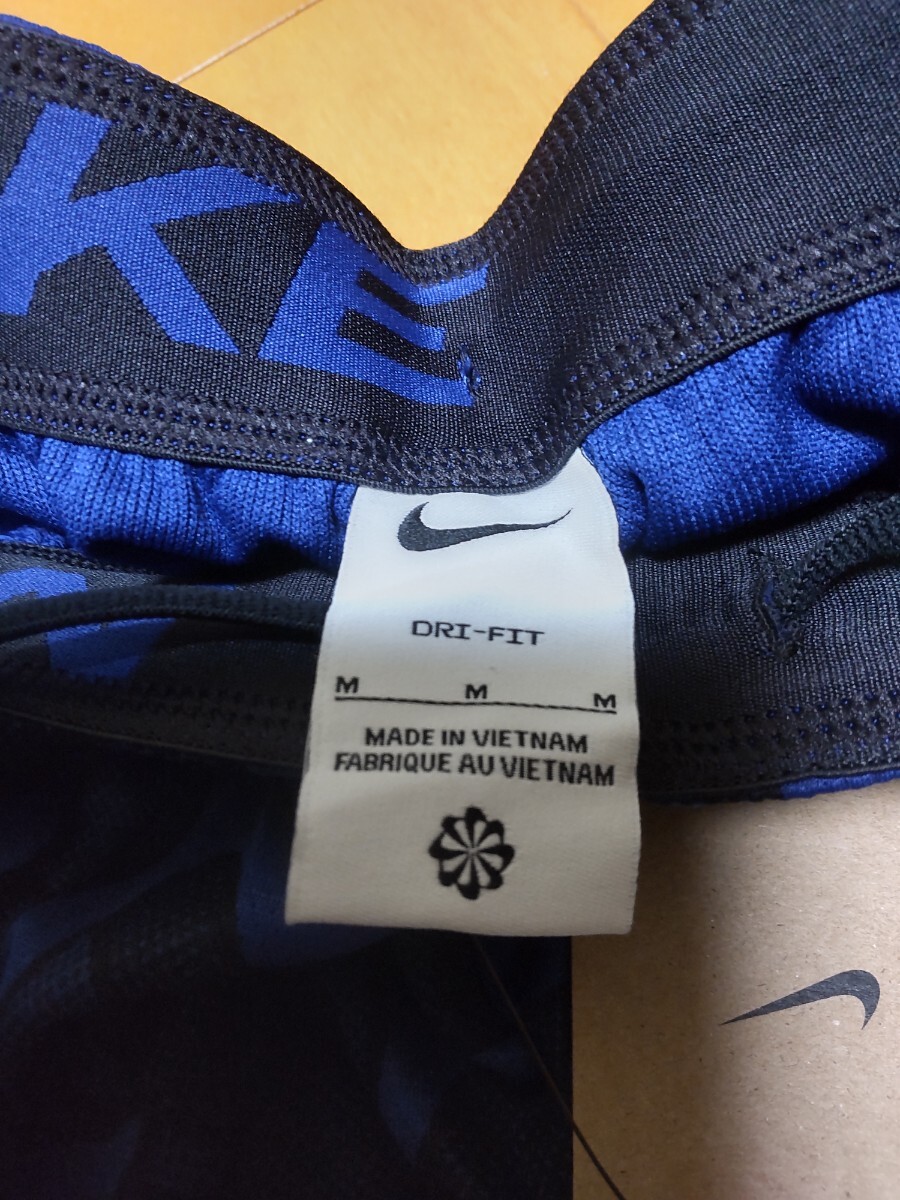 KE
DRI-FIT
M M M
MADE IN VIETNAM
FABRIQUE AU VIETNAM